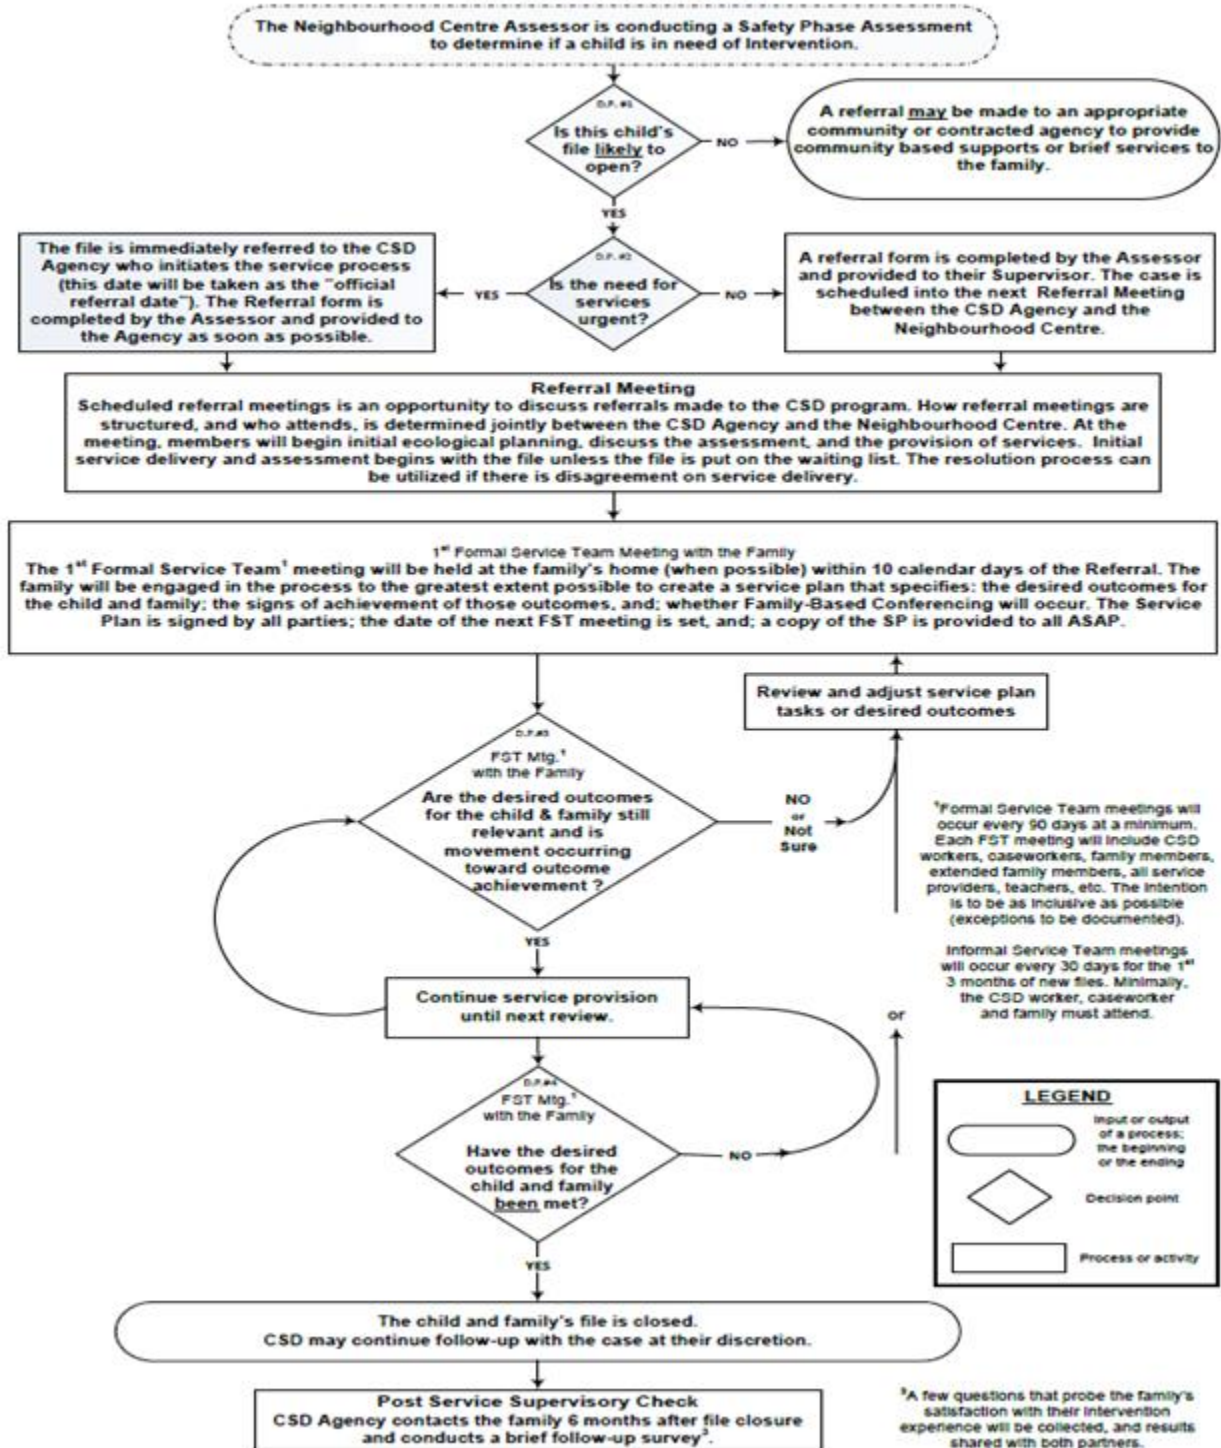 The Neighbourhood Centre Assessor is conducting a Safety Phase Assessment
to determine if a child is in need of Intervention.
D.P. #1
Is this child's
file likely to
open?
NO
A referral may be made to an appropriate
community or contracted agency to provide
community based supports or brief services to
the family.
YES
The file is immediately referred to the CSD
Agency who initiates the service process
(this date will be taken as the "official
referral date"). The Referral form is
completed by the Assessor and provided to
the Agency as soon as possible.
YES
D.P. #2
Is the need for
services
urgent?
NO
A referral form is completed by the Assessor
and provided to their Supervisor. The case is
scheduled into the next Referral Meeting
between the CSD Agency and the
Neighbourhood Centre.
Referral Meeting
Scheduled referral meetings is an opportunity to discuss referrals made to the CSD program. How referral meetings are
structured, and who attends, is determined jointly between the CSD Agency and the Neighbourhood Centre. At the
meeting, members will begin initial ecological planning, discuss the assessment, and the provision of services. Initial
service delivery and assessment begins with the file unless the file is put on the waiting list. The resolution process can
be utilized if there is disagreement on service delivery.
1st Formal Service Team Meeting with the Family
The 1st Formal Service Team¹ meeting will be held at the family's home (when possible) within 10 calendar days of the Referral. The
family will be engaged in the process to the greatest extent possible to create a service plan that specifies: the desired outcomes for
the child and family; the signs of achievement of those outcomes, and; whether Family-Based Conferencing will occur. The Service
Plan is signed by all parties; the date of the next FST meeting is set, and; a copy of the SP is provided to all ASAP.
Review and adjust service plan
tasks or desired outcomes
D.P.#3
FST Mtg.¹
with the Family
Are the desired outcomes
for the child & family still
relevant and is
movement occurring
toward outcome
achievement ?
NO
or
Not
Sure
¹Formal Service Team meetings will
occur every 90 days at a minimum.
Each FST meeting will include CSD
workers, caseworkers, family members,
extended family members, all service
providers, teachers, etc. The intention
is to be as inclusive as possible
(exceptions to be documented).
Informal Service Team meetings
will occur every 30 days for the 1st
3 months of new files. Minimally,
the CSD worker, caseworker
and family must attend.
YES
Continue service provision
until next review.
or
D.P.#4
FST Mtg.¹
with the Family
Have the desired
outcomes for the
child and family
been met?
NO
YES
LEGEND
Input or output
of a process;
the beginning
or the ending
Decision point
Process or activity
The child and family's file is closed.
CSD may continue follow-up with the case at their discretion.
Post Service Supervisory Check
CSD Agency contacts the family 6 months after file closure
and conducts a brief follow-up survey³.
³A few questions that probe the family's
satisfaction with their intervention
experience will be collected, and results
shared with both partners.